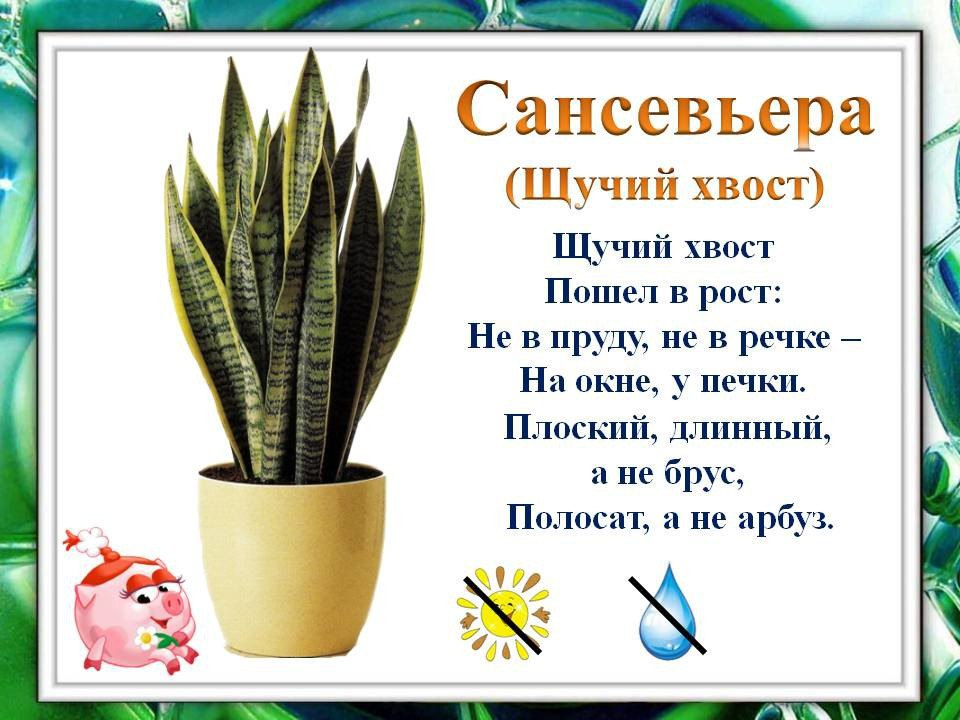 Сансевьера
(Щучий хвост)
Щучий хвост
Пошел в рост:
Не в пруду, не в речке –
На окне, у печки.
Плоский, длинный,
а не брус,
Полосат, а не арбуз.